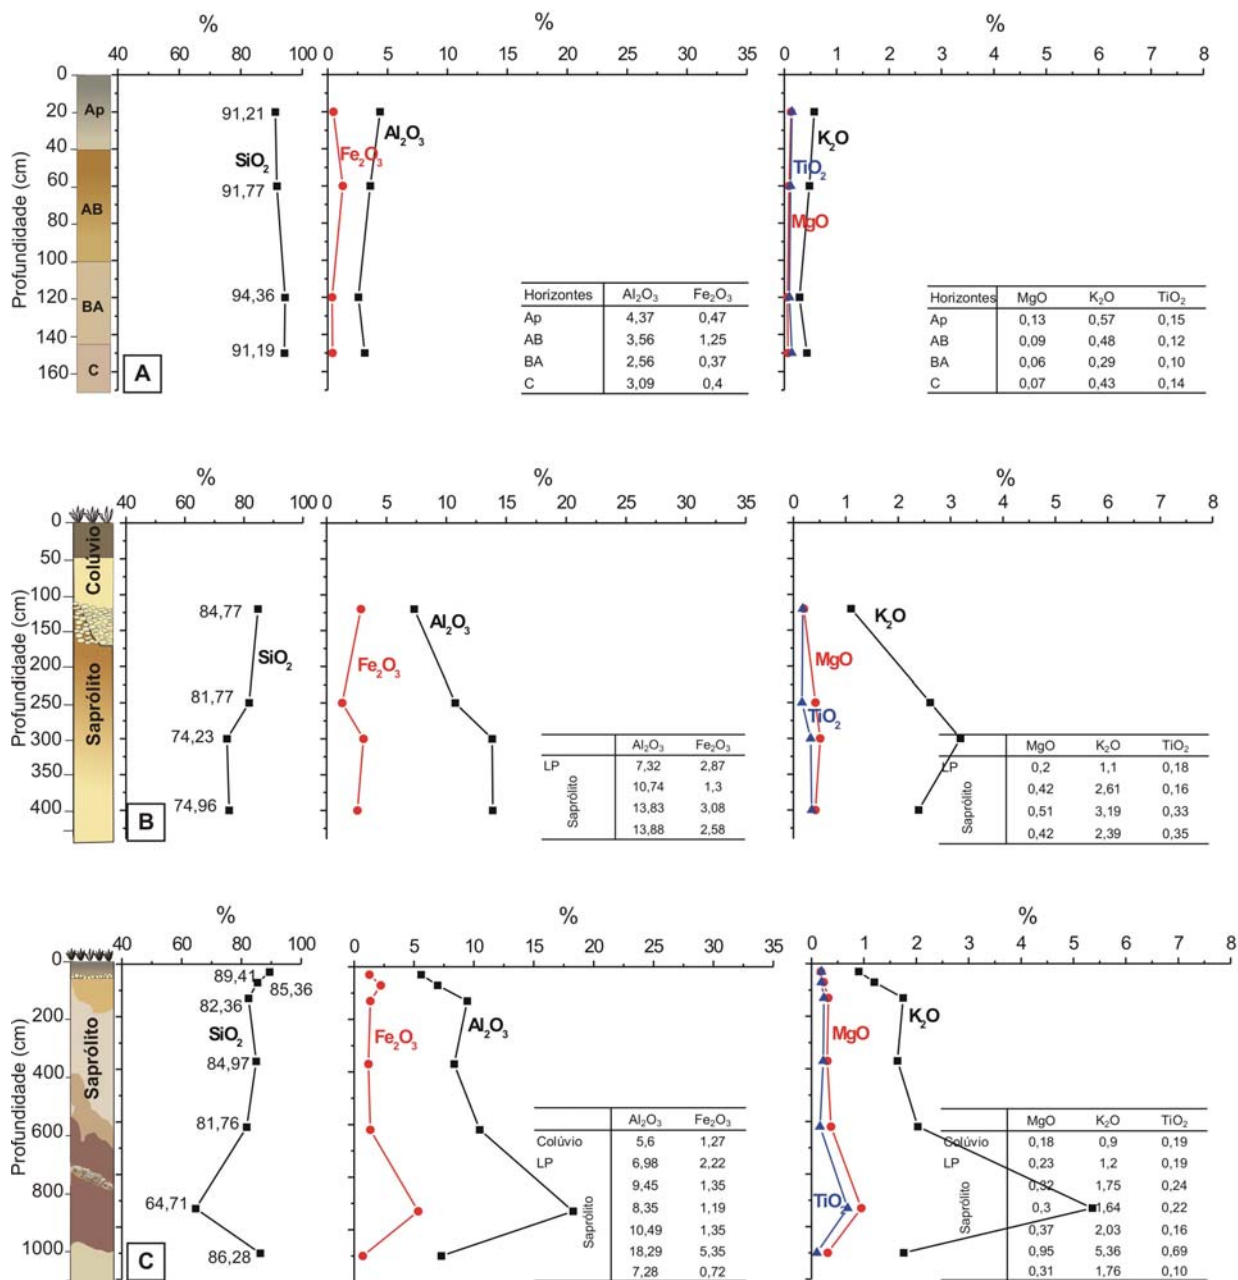 % % %
40 60 80 100 0 5 10 15 20 25 30 35 0 1 2 3 4 5 6 7 8
Profundidade (cm)
0
20
40
60
80
100
120
140
160
Ap
AB
BA
C
A
91,21
SiO2
91,77
94,36
91,19
Fe2O3
Al2O3
K2O
TiO2
MgO
Horizontes Al2O3 Fe2O3
Ap 4,37 0,47
AB 3,56 1,25
BA 2,56 0,37
C 3,09 0,4
Horizontes MgO K2O TiO2
Ap 0,13 0,57 0,15
AB 0,09 0,48 0,12
BA 0,06 0,29 0,10
C 0,07 0,43 0,14
% % %
40 60 80 100 0 5 10 15 20 25 30 35 0 1 2 3 4 5 6 7 8
Profundidade (cm)
0
50
100
150
200
250
300
350
400
Colúvio
Saprólito
B
84,77
SiO2
81,77
74,23
74,96
Al2O3
Fe2O3
K2O
MgO
TiO2
Al2O3 Fe2O3
LP 7,32 2,87
Saprólito
10,74 1,3
13,83 3,08
13,88 2,58
MgO K2O TiO2
LP 0,2 1,1 0,18
Saprólito
0,42 2,61 0,16
0,51 3,19 0,33
0,42 2,39 0,35
% % %
40 60 80 100 0 5 10 15 20 25 30 35 0 1 2 3 4 5 6 7 8
Profundidade (cm)
0
200
400
600
800
1000
Saprólito
C
89,41
85,36
82,36
SiO2
84,97
81,76
64,71
86,28
Fe2O3
Al2O3
K2O
MgO
TiO2
Al2O3 Fe2O3
Colúvio 5,6 1,27
LP 6,98 2,22
Saprólito
9,45 1,35
8,35 1,19
10,49 1,35
18,29 5,35
7,28 0,72
MgO K2O TiO2
Colúvio 0,18 0,9 0,19
LP 0,23 1,2 0,19
Saprólito
0,32 1,75 0,24
0,3 1,64 0,22
0,37 2,03 0,16
0,95 5,36 0,69
0,31 1,76 0,10